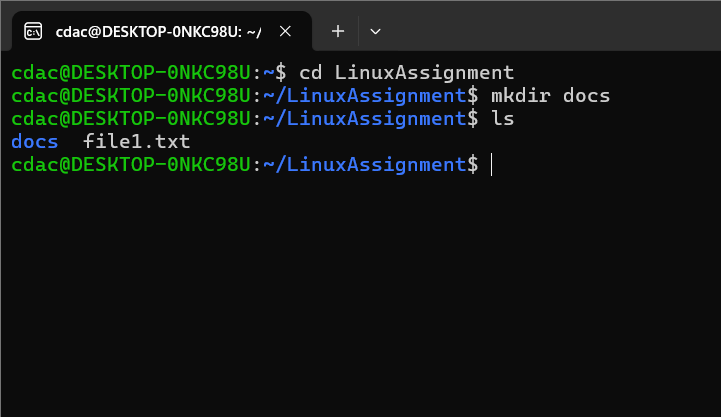 cdac@DESKTOP-0NKC98U: ~/
cdac@DESKTOP-0NKC98U:~$ cd LinuxAssignment
cdac@DESKTOP-0NKC98U:~/LinuxAssignment$ mkdir docs
cdac@DESKTOP-0NKC98U:~/LinuxAssignment$ ls
docs  file1.txt
cdac@DESKTOP-0NKC98U:~/LinuxAssignment$